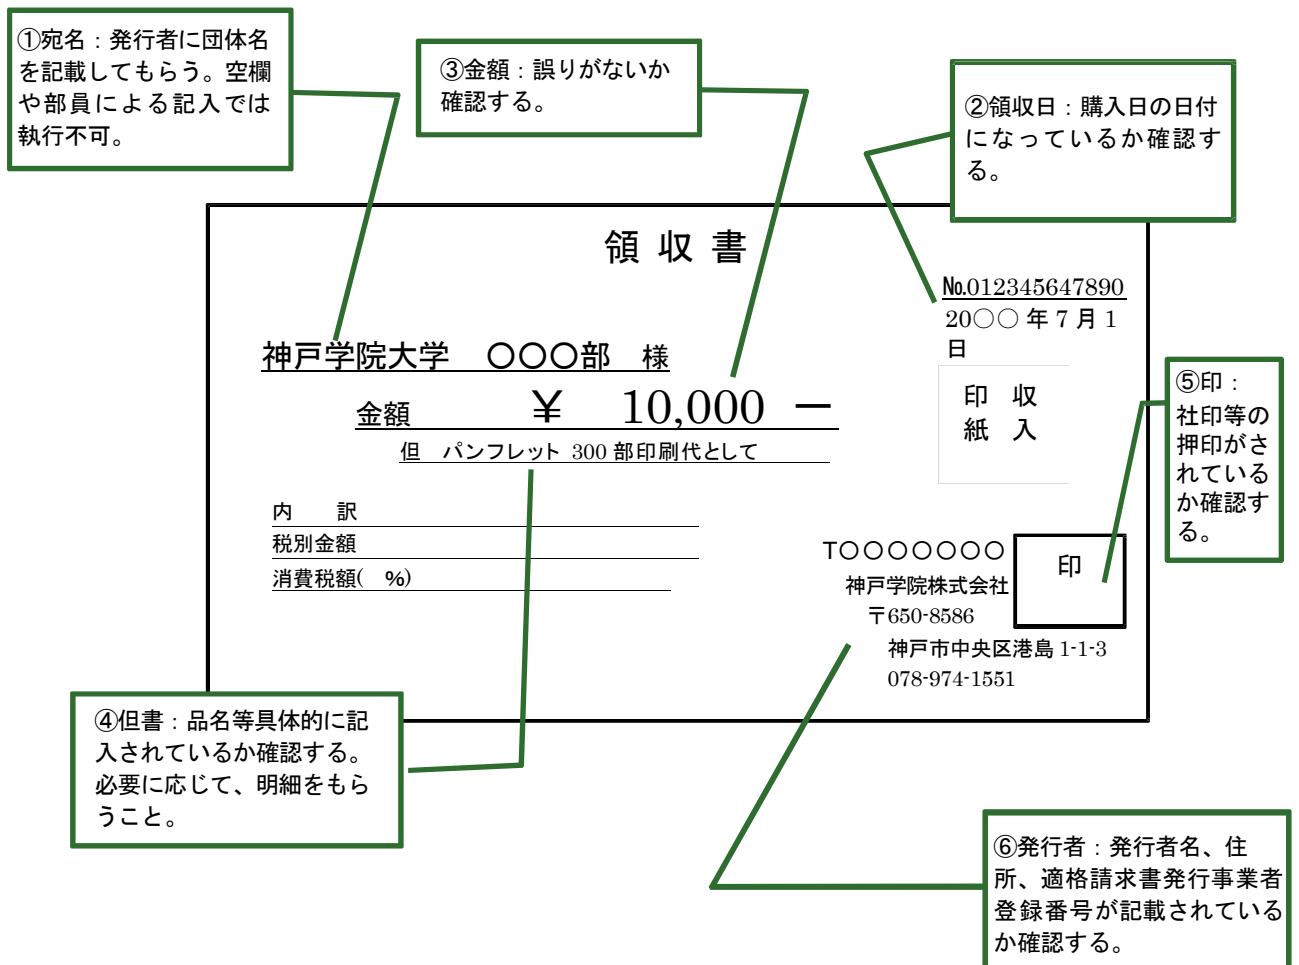 ①宛名：発行者に団体名
を記載してもらう。空欄
や部員による記入では
執行不可。
③金額：誤りがないか
確認する。
②領収日：購入日の日付
になっているか確認す
る。
領 収 書
№012345647890
20〇〇 年 7 月 1
日
神戸学院大学　〇〇〇部　様
金額　￥　10,000 ー
但　パンフレット 300 部印刷代として
印 収
紙 入
⑤印：
社印等の
押印がさ
れている
か確認す
る。
内　訳
税別金額
消費税額(　%)
T〇〇〇〇〇〇〇
印
神戸学院株式会社
〒650-8586
神戸市中央区港島 1-1-3
078-974-1551
④但書：品名等具体的に記
入されているか確認する。
必要に応じて、明細をもら
うこと。
⑥発行者：発行者名、住
所、適格請求書発行事業者
登録番号が記載されている
か確認する。